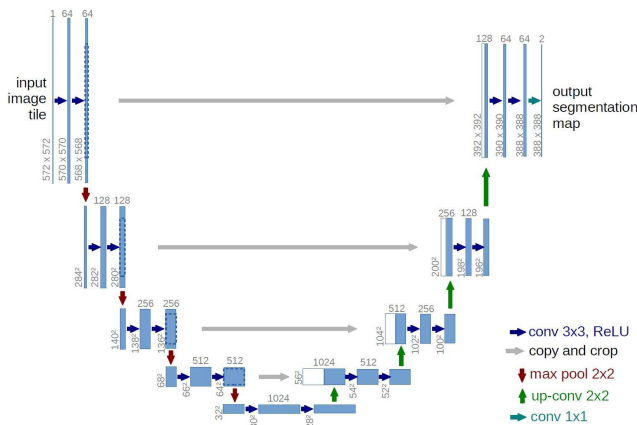 1 64 64
128 64 64 2
input
image
tile
output
segmentation
map
572 x 572
570 x 570
568 x 568
392 x 392
390 x 390
388 x 388
388 x 388
128 128
256 128
284²
282²
280²
200²
198²
196²
256 256
512 256
140²
138²
136²
104²
102²
100²
512 512
1024 512
68²
66²
64²
56²
54²
52²
1024
32²
conv 3x3, ReLU
copy and crop
max pool 2x2
up-conv 2x2
conv 1x1